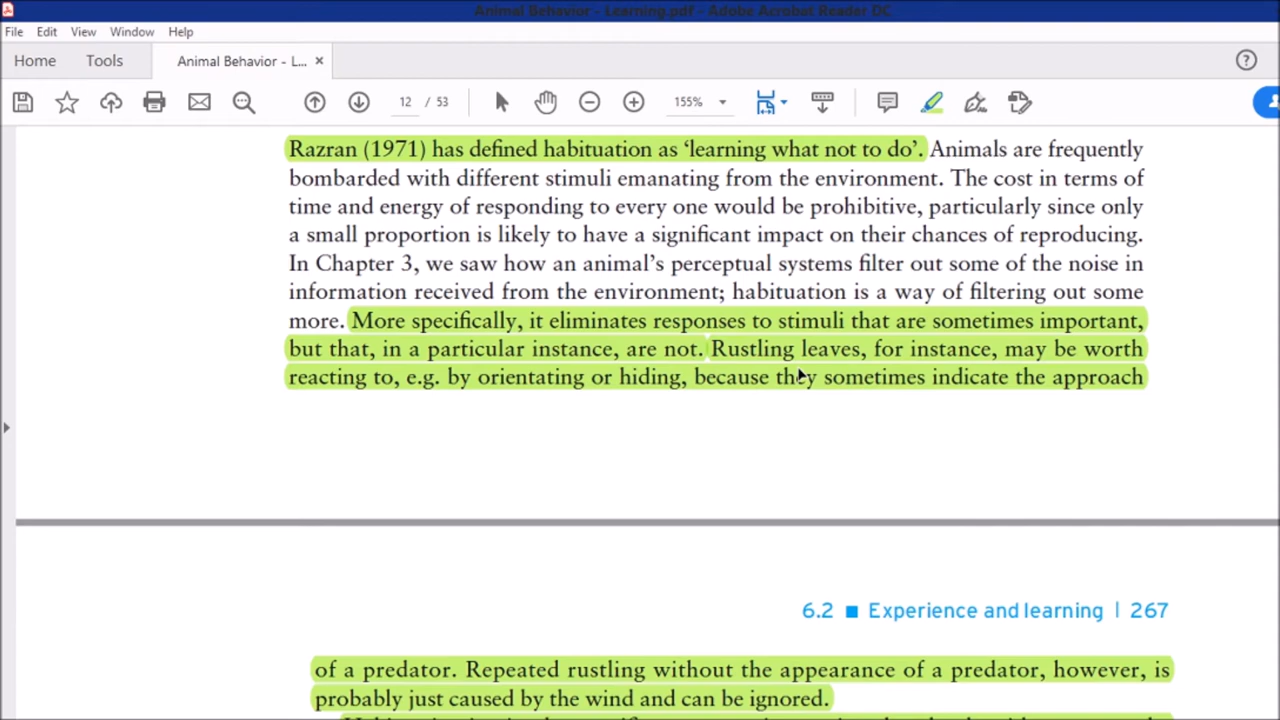 Animal Behavior - Learning.pdf - Adobe Acrobat Reader DC
File Edit View Window Help
Home Tools Animal Behavior - L... ×
12 / 53 155%
Razran (1971) has defined habituation as ‘learning what not to do’. Animals are frequently
bombarded with different stimuli emanating from the environment. The cost in terms of
time and energy of responding to every one would be prohibitive, particularly since only
a small proportion is likely to have a significant impact on their chances of reproducing.
In Chapter 3, we saw how an animal’s perceptual systems filter out some of the noise in
information received from the environment; habituation is a way of filtering out some
more. More specifically, it eliminates responses to stimuli that are sometimes important,
but that, in a particular instance, are not. Rustling leaves, for instance, may be worth
reacting to, e.g. by orientating or hiding, because they sometimes indicate the approach
6.2 ■ Experience and learning | 267
of a predator. Repeated rustling without the appearance of a predator, however, is
probably just caused by the wind and can be ignored.